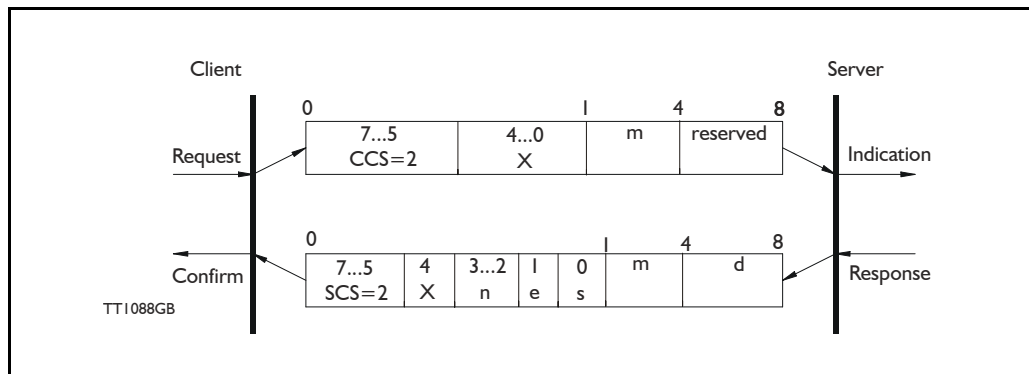 Client
Server
0 1 4 8
7...5 4...0 m reserved
CCS=2 X
Request
Indication
0 1 4 8
7...5 4 3...2 1 0 m d
SCS=2 X n e s
Confirm
Response
TT1088GB